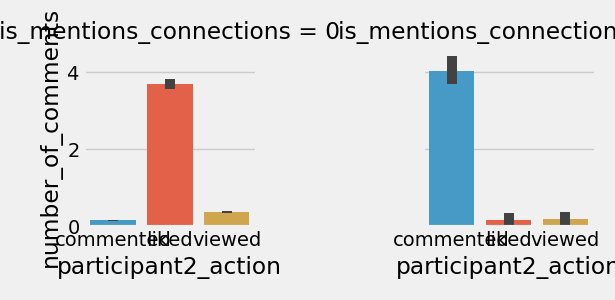 is_mentions_connections = 0
is_mentions_connection
number_of_comments
4
2
0
commented
liked
viewed
commented
liked
viewed
participant2_action
participant2_action